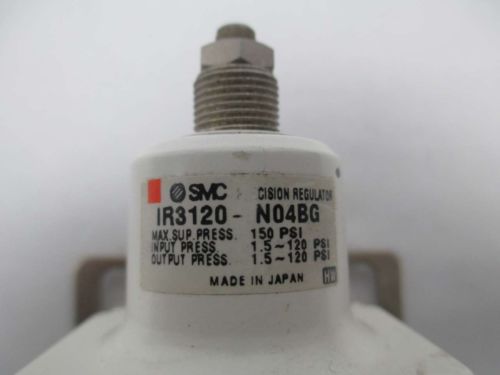 SMC CISION REGULATOR
IR3120-N04BG
MAX.SUP.PRESS. 150 PSI
INPUT PRESS. 1.5~120 PSI
OUTPUT PRESS. 1.5~120 PSI
MADE IN JAPAN HW